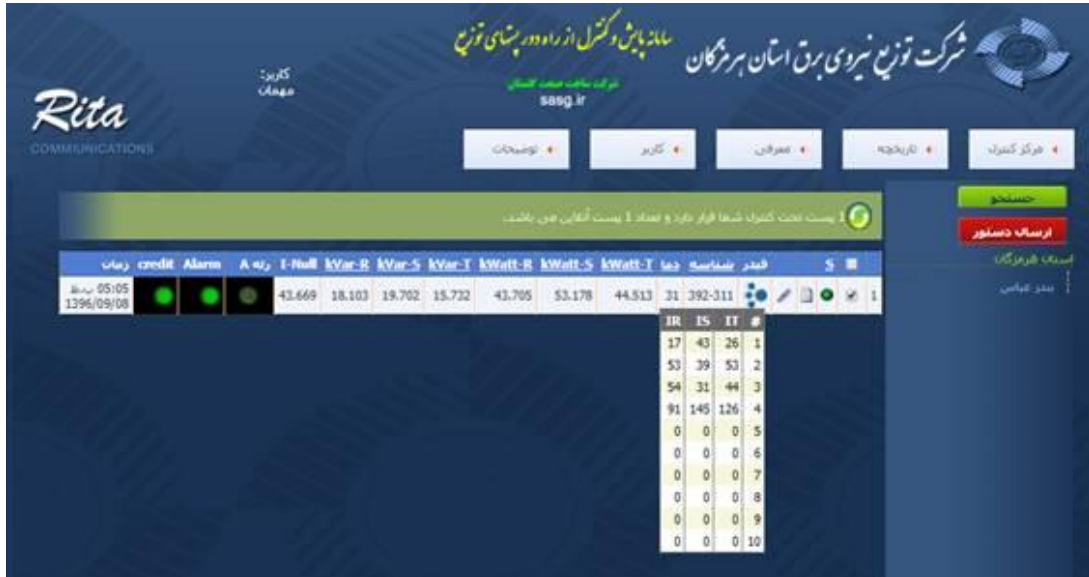 شرکت توزیع نیروی برق استان هرمزگان
سامانه پایش و کنترل از راه دور پستهای توزیع
شرکت ساخت صنعت گلستان
sasg.ir
کاربر:
مهمان
Rita
COMMUNICATIONS
مرکز کنترل
تاریخچه
معرفی
کاربر
توضیحات
جستجو
ارسال دستور
استان هرمزگان
بندر عباس
1 پست تحت کنترل شما قرار دارد و تعداد 1 پست آنلاین می باشد.
S فیدر شناسه دما kWatt-T kWatt-S kWatt-R kVar-T kVar-S kVar-R I-Null رله A Alarm credit زمان
1 392-311 31 44.513 53.178 43.705 15.732 19.702 18.103 43.669 05:05 ب.ظ
1396/09/08
IR IS IT #
17 43 26 1
53 39 53 2
54 31 44 3
91 145 126 4
0 0 0 5
0 0 0 6
0 0 0 7
0 0 0 8
0 0 0 9
0 0 0 10